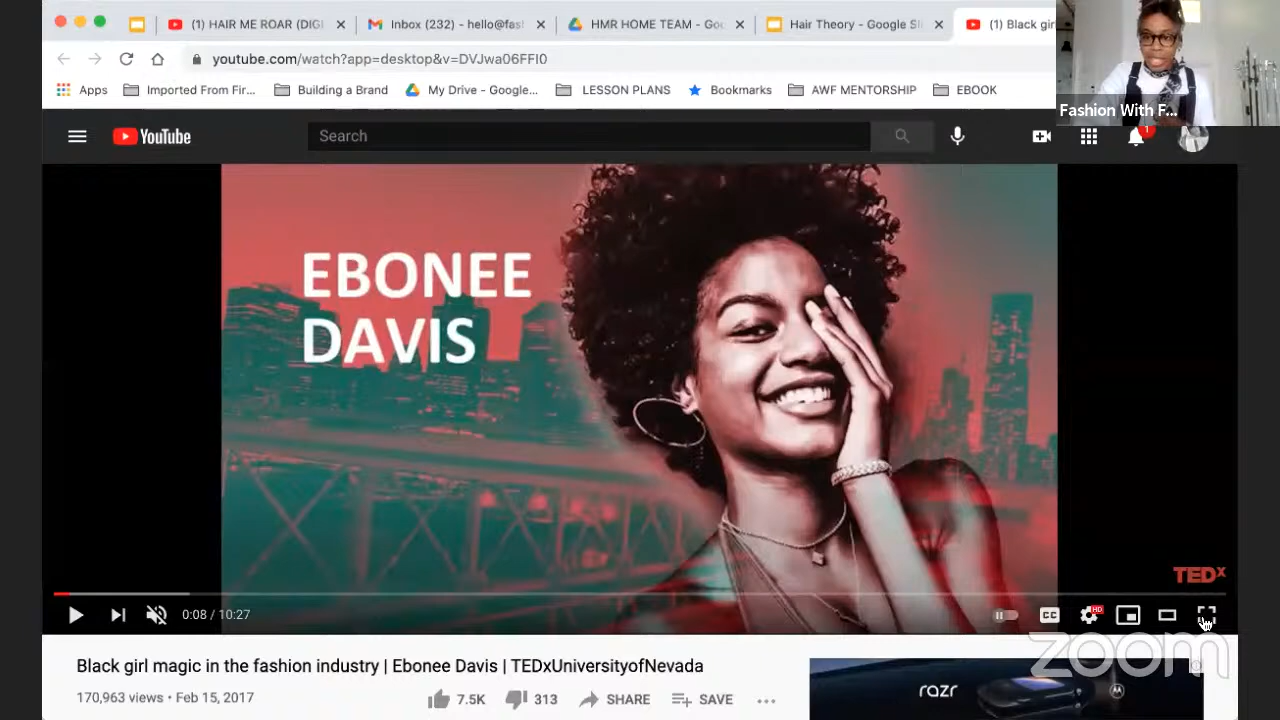 (1) HAIR ME ROAR (DIGI
Inbox (232) - hello@fas
HMR HOME TEAM - Goo
Hair Theory - Google Sl
(1) Black gir
youtube.com/watch?app=desktop&v=DVJwa06FFI0
Fashion With F...
Apps
Imported From Fir...
Building a Brand
My Drive - Google...
LESSON PLANS
Bookmarks
AWF MENTORSHIP
EBOOK
YouTube
Search
1
EBONEE
DAVIS
TEDx
0:08 / 10:27
CC
HD
zoom
Black girl magic in the fashion industry | Ebonee Davis | TEDxUniversityofNevada
170,963 views • Feb 15, 2017
7.5K
313
SHARE
SAVE
razr